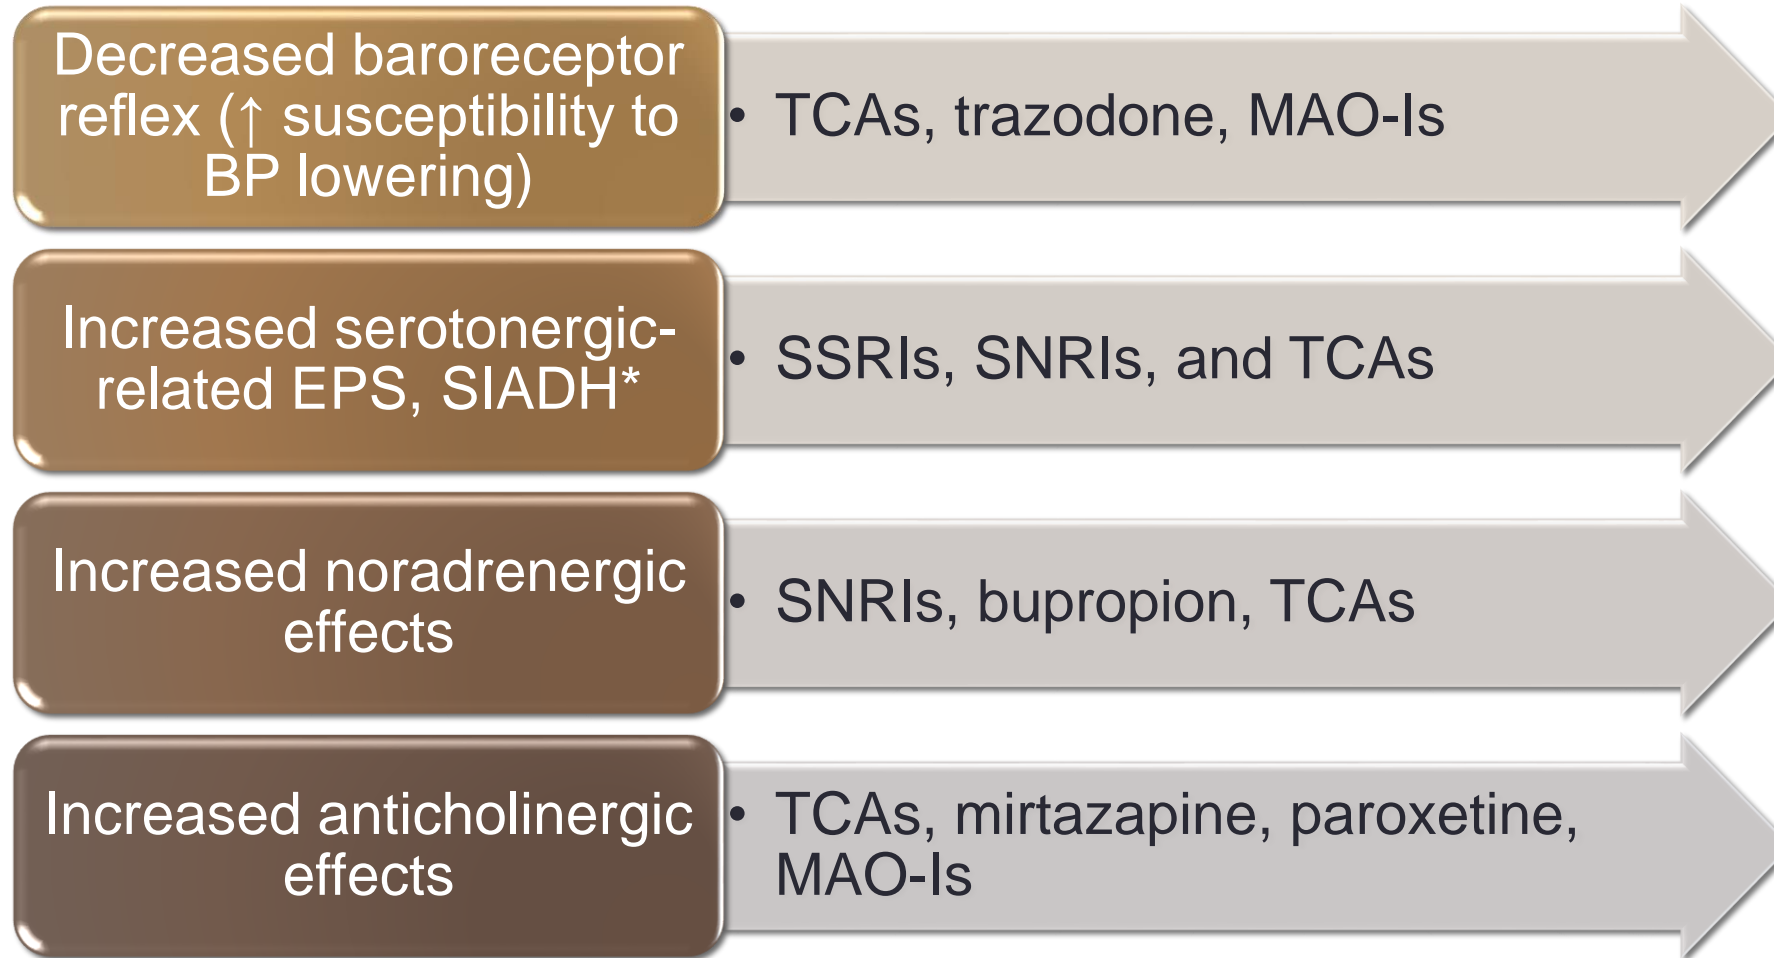 Decreased baroreceptor
reflex (↑ susceptibility to
BP lowering)
• TCAs, trazodone, MAO-Is
Increased serotonergic-
related EPS, SIADH*
• SSRIs, SNRIs, and TCAs
Increased noradrenergic
effects
• SNRIs, bupropion, TCAs
Increased anticholinergic
effects
• TCAs, mirtazapine, paroxetine,
MAO-Is